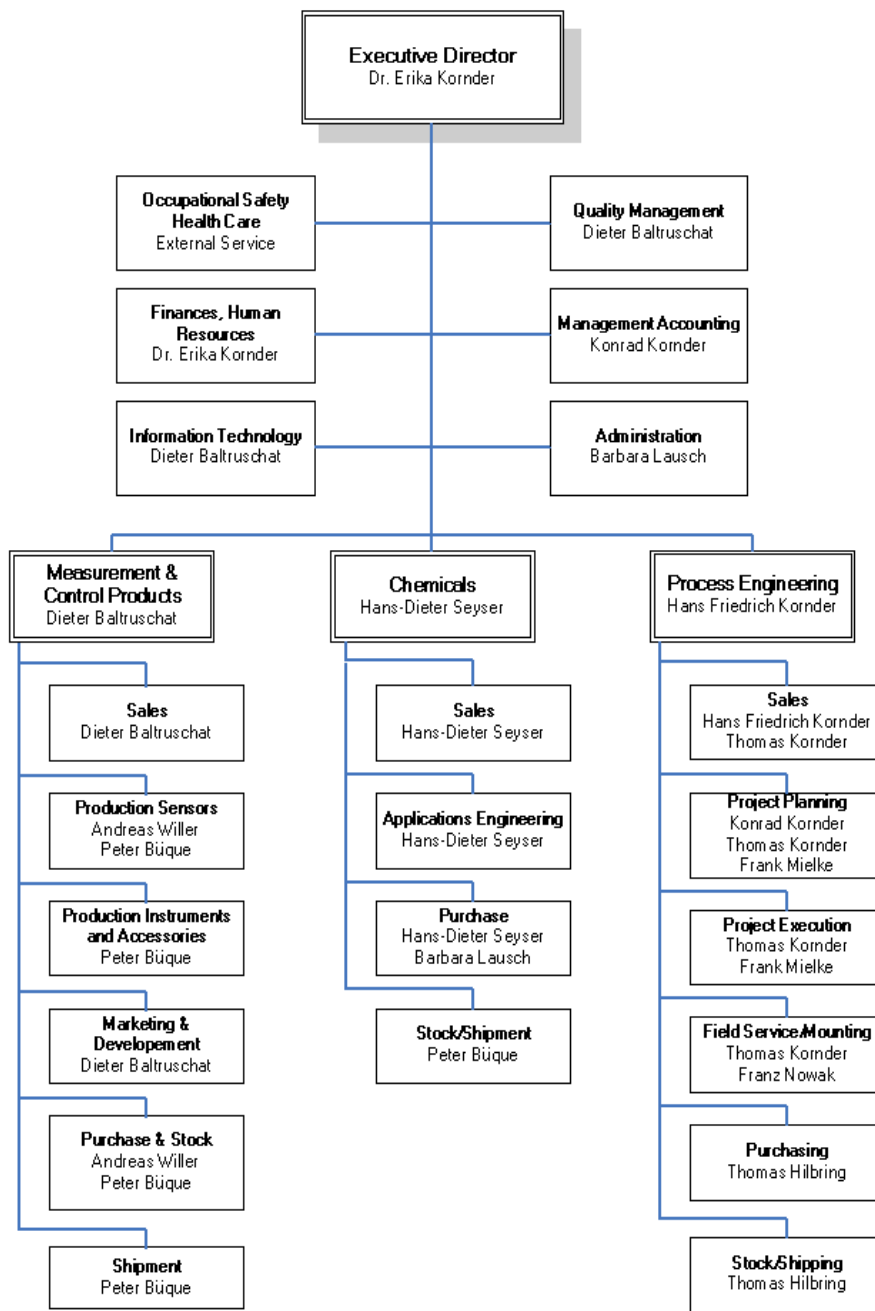 Executive Director
Dr. Erika Kornder
Occupational Safety
Health Care
External Service
Quality Management
Dieter Baltruschat
Finances, Human
Resources
Dr. Erika Kornder
Management Accounting
Konrad Kornder
Information Technology
Dieter Baltruschat
Administration
Barbara Lausch
Measurement &
Control Products
Dieter Baltruschat
Chemicals
Hans-Dieter Seyser
Process Engineering
Hans Friedrich Kornder
Sales
Dieter Baltruschat
Production Sensors
Andreas Willer
Peter Büque
Production Instruments
and Accessories
Peter Büque
Marketing &
Developement
Dieter Baltruschat
Purchase & Stock
Andreas Willer
Peter Büque
Shipment
Peter Büque
Sales
Hans-Dieter Seyser
Applications Engineering
Hans-Dieter Seyser
Purchase
Hans-Dieter Seyser
Barbara Lausch
Stock/Shipment
Peter Büque
Sales
Hans Friedrich Kornder
Thomas Kornder
Project Planning
Konrad Kornder
Thomas Kornder
Frank Mielke
Project Execution
Thomas Kornder
Frank Mielke
Field Service/Mounting
Thomas Kornder
Franz Nowak
Purchasing
Thomas Hilbring
Stock/Shipping
Thomas Hilbring